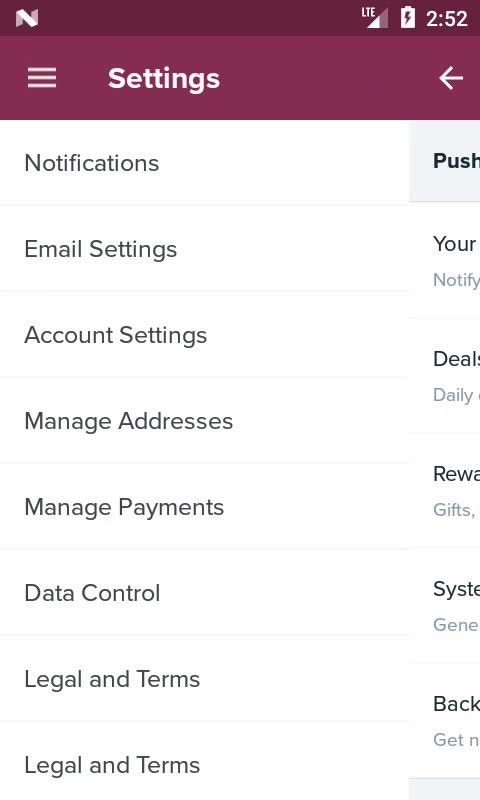 LTE 2:52
Settings
Notifications
Email Settings
Account Settings
Manage Addresses
Manage Payments
Data Control
Legal and Terms
Legal and Terms
Push
Your
Notify
Deals
Daily
Rewa
Gifts,
Syste
Gene
Back
Get n